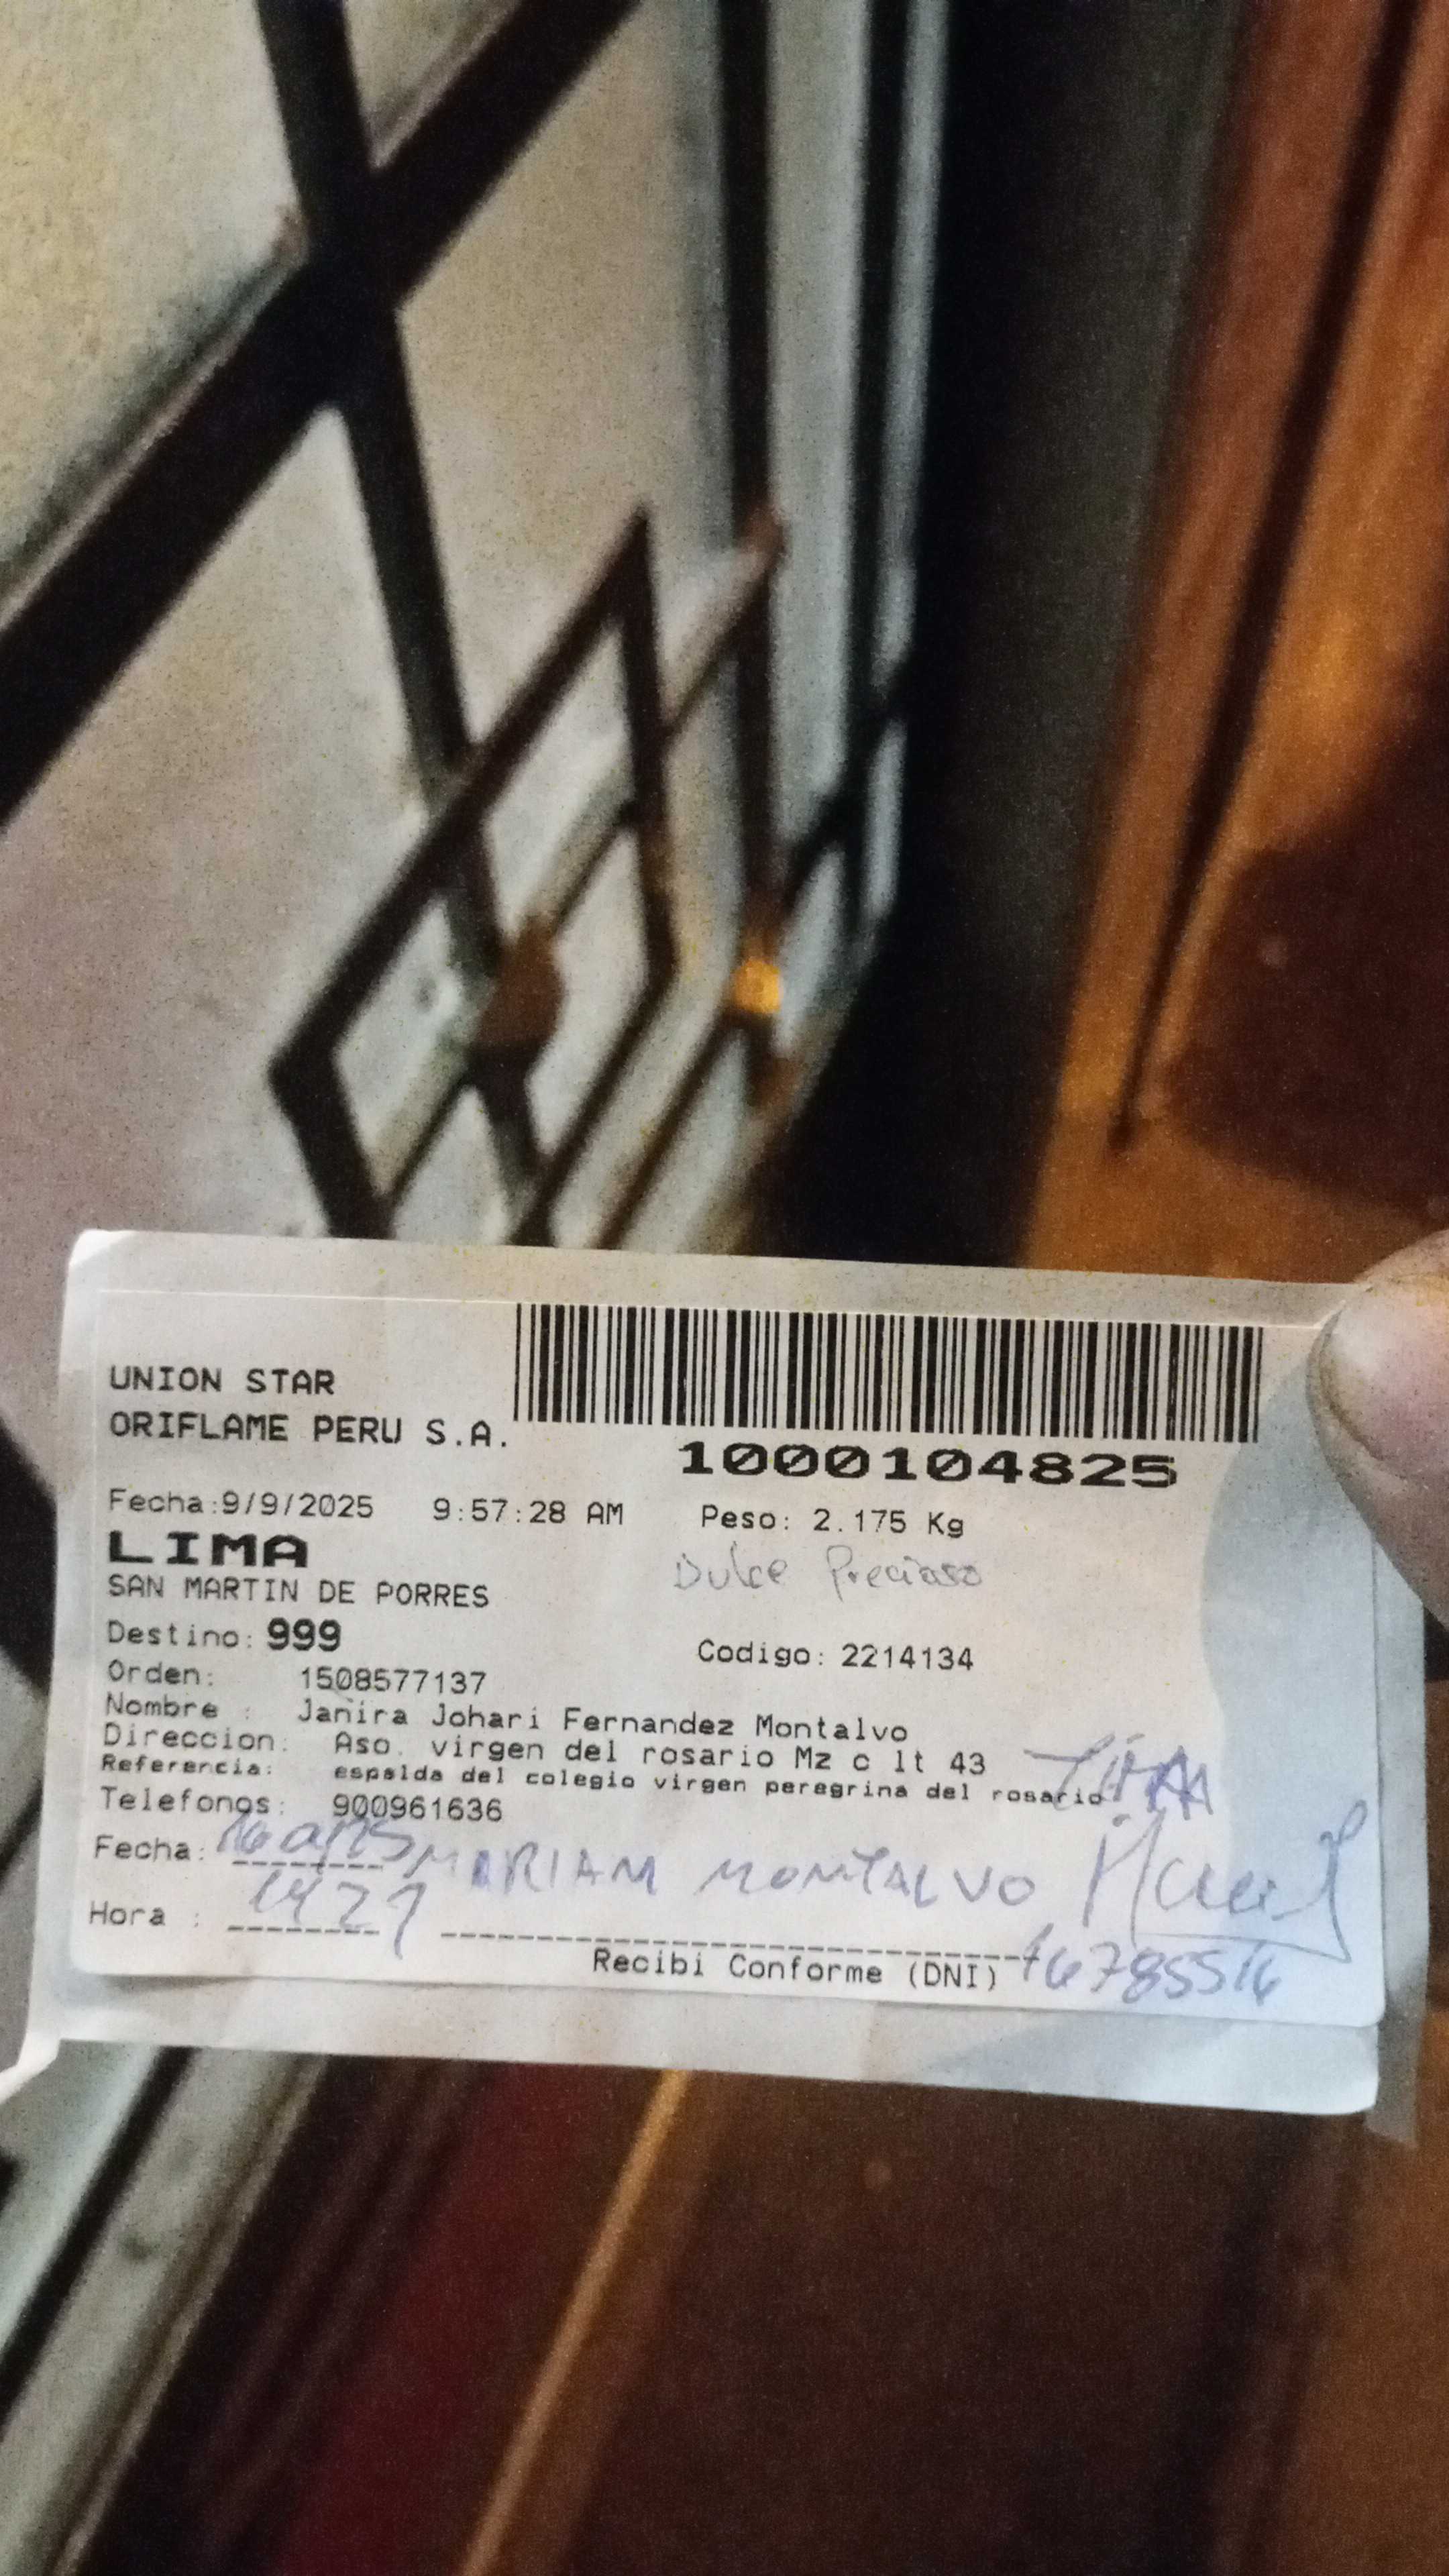 UNION STAR
ORIFLAME PERU S.A.
1000104825
Fecha:9/9/2025 9:57:28 AM Peso: 2.175 Kg
LIMA
Dulce Precioso
SAN MARTIN DE PORRES
Destino: 999
Codigo: 2214134
Orden: 1508577137
Nombre : Janira Johari Fernandez Montalvo
Direccion: Aso. virgen del rosario Mz c lt 43
Referencia: espalda del colegio virgen peregrina del rosario
Telefonos: 900961636
Fecha: MARIAM MONTALVO
Hora :
Recibi Conforme (DNI)